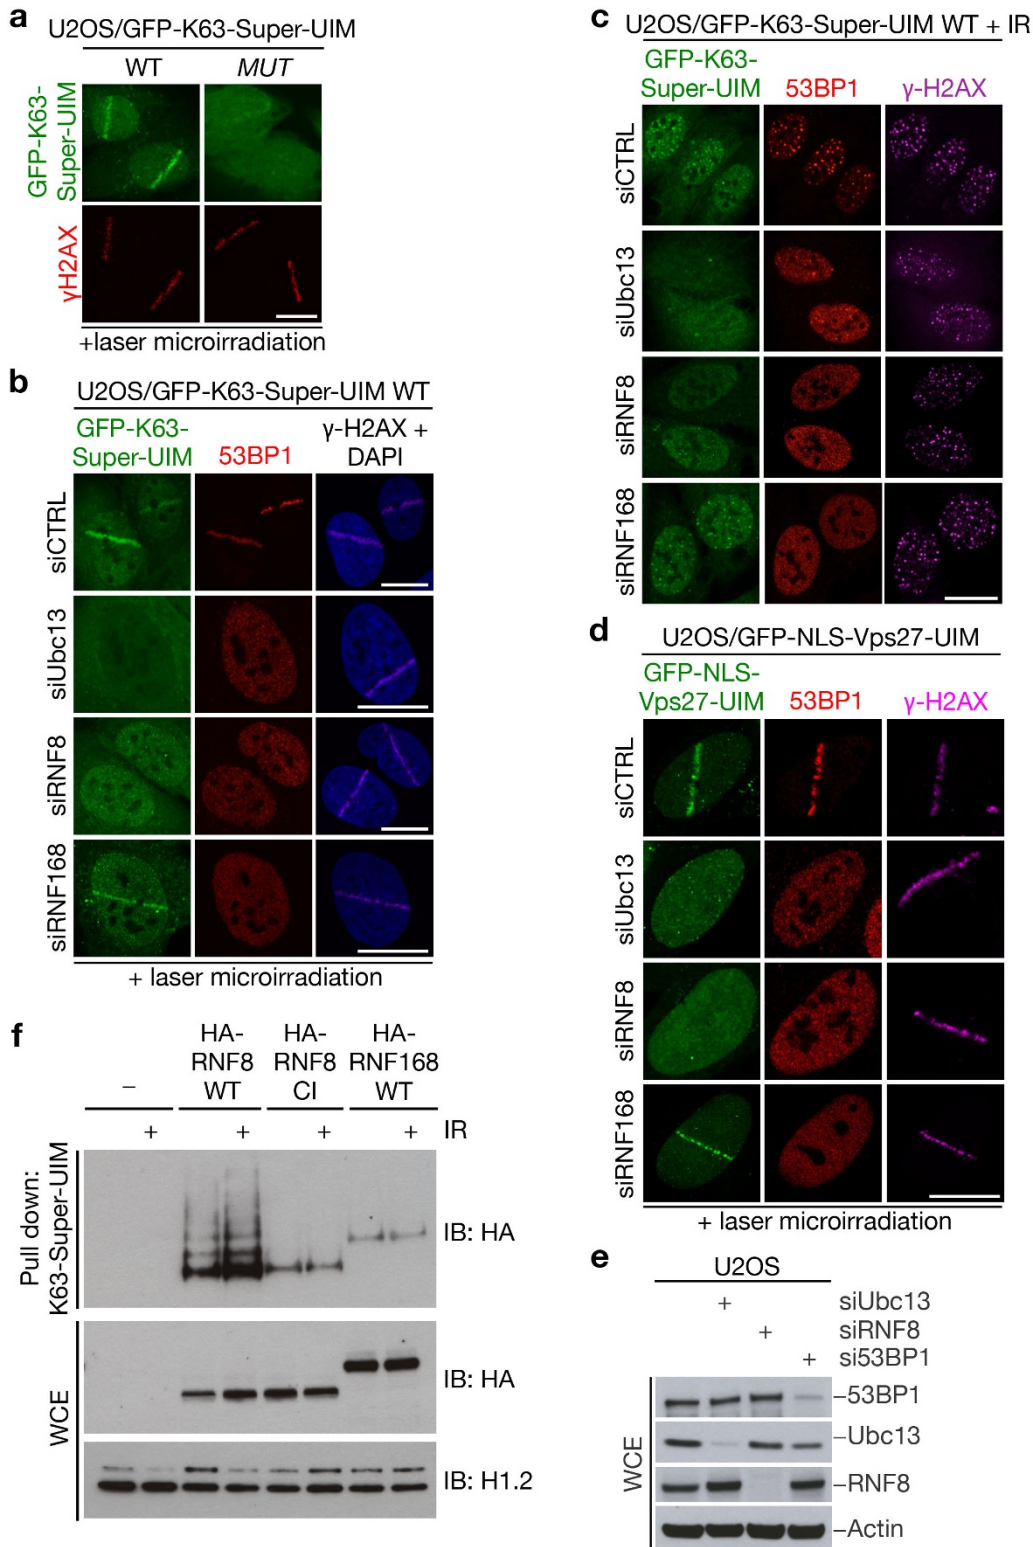 a
U2OS/GFP-K63-Super-UIM
WT MUT
GFP-K63-
Super-UIM
γH2AX
+laser microirradiation
b
U2OS/GFP-K63-Super-UIM WT
GFP-K63-
Super-UIM
53BP1
γ-H2AX +
DAPI
siCTRL
siUbc13
siRNF8
siRNF168
+ laser microirradiation
c
U2OS/GFP-K63-Super-UIM WT + IR
GFP-K63-
Super-UIM
53BP1
γ-H2AX
siCTRL
siUbc13
siRNF8
siRNF168
d
U2OS/GFP-NLS-Vps27-UIM
GFP-NLS-
Vps27-UIM
53BP1
γ-H2AX
siCTRL
siUbc13
siRNF8
siRNF168
+ laser microirradiation
e
U2OS
+ siUbc13
+ siRNF8
+ si53BP1
WCE
–53BP1
–Ubc13
–RNF8
–Actin
f
–
HA-
RNF8
WT
HA-
RNF8
CI
HA-
RNF168
WT
+ + + + IR
Pull down:
K63-Super-UIM
IB: HA
WCE
IB: HA
IB: H1.2